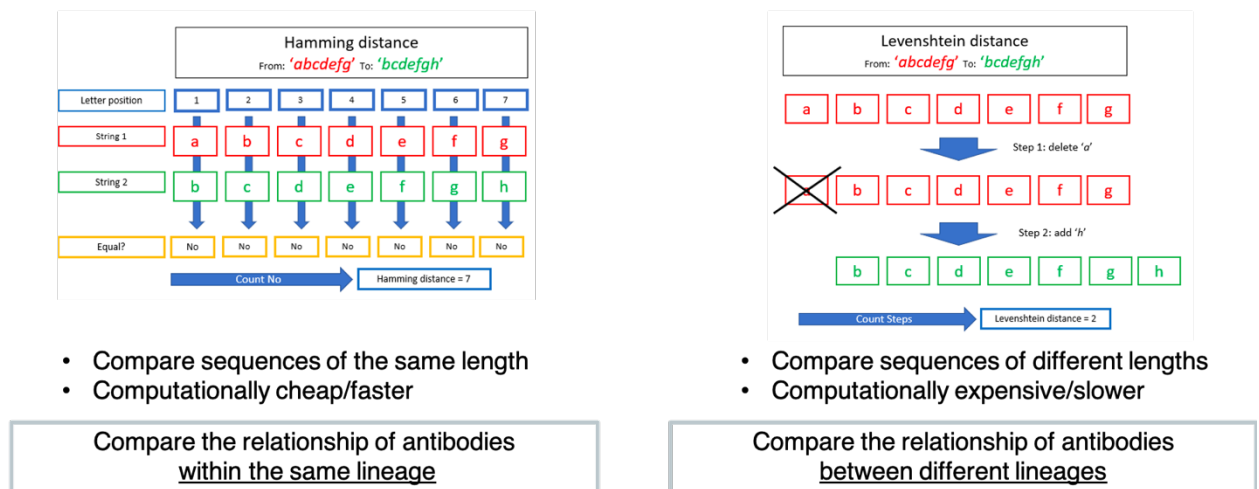 Hamming distance
From: 'abcdefg' To: 'bcdefgh'
Letter position 1 2 3 4 5 6 7
String 1 a b c d e f g
String 2 b c d e f g h
Equal? No No No No No No No
Count No Hamming distance = 7
• Compare sequences of the same length
• Computationally cheap/faster
Compare the relationship of antibodies
within the same lineage
Levenshtein distance
From: 'abcdefg' To: 'bcdefgh'
a b c d e f g
Step 1: delete 'a'
a b c d e f g
Step 2: add 'h'
b c d e f g h
Count Steps Levenshtein distance = 2
• Compare sequences of different lengths
• Computationally expensive/slower
Compare the relationship of antibodies
between different lineages